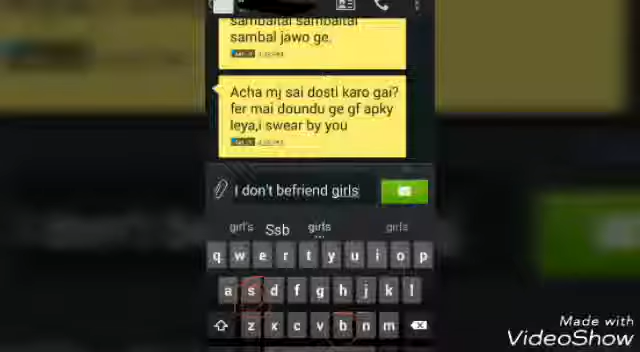 sambaltai sambaltai
sambal jawo ge.
Acha mj sai dosti karo gai?
fer mai doundu ge gf apky
leya,i swear by you
I don't befriend girls
girl's Ssb girls girls
q w e r t y u i o p
a s d f g h j k l
z x c v b n m
Made with
VideoShow